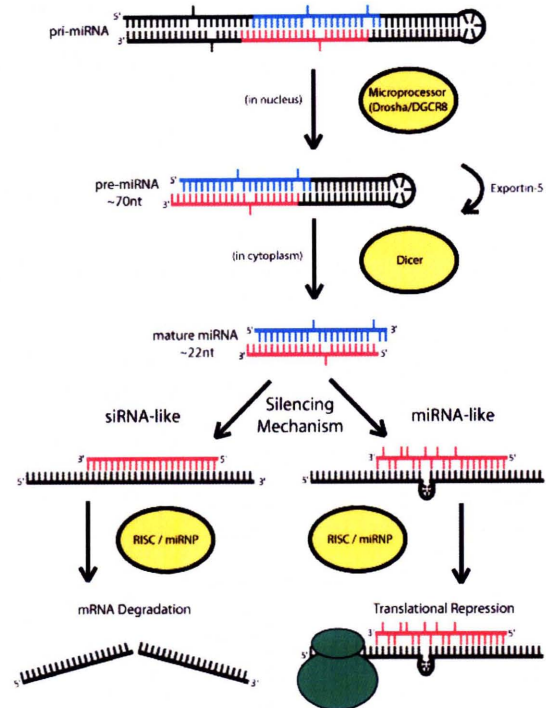 5'
pri-miRNA
3'
(in nucleus)
Microprocessor
(Drosha/DGCR8
5'
pre-miRNA
~70nt
3'
Exportin-5
(in cytoplasm)
Dicer
5' 3'
mature miRNA
~22nt
3' 5'
siRNA-like
Silencing
Mechanism
miRNA-like
3' 5'
5' 3'
3' 5'
5' 3'
RISC / miRNP
RISC / miRNP
mRNA Degradation
Translational Repression
3' 5'
5' 3'
5' 3'